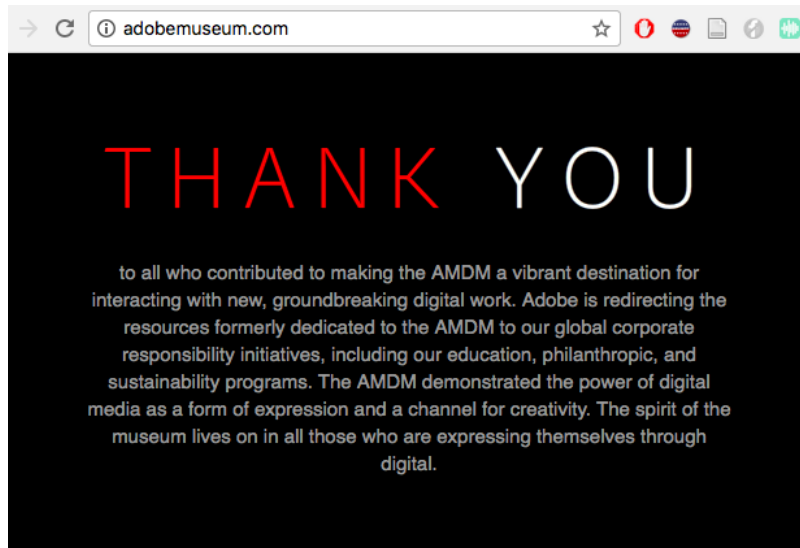 adobemuseum.com
THANK YOU
to all who contributed to making the AMDM a vibrant destination for
interacting with new, groundbreaking digital work. Adobe is redirecting the
resources formerly dedicated to the AMDM to our global corporate
responsibility initiatives, including our education, philanthropic, and
sustainability programs. The AMDM demonstrated the power of digital
media as a form of expression and a channel for creativity. The spirit of the
museum lives on in all those who are expressing themselves through
digital.